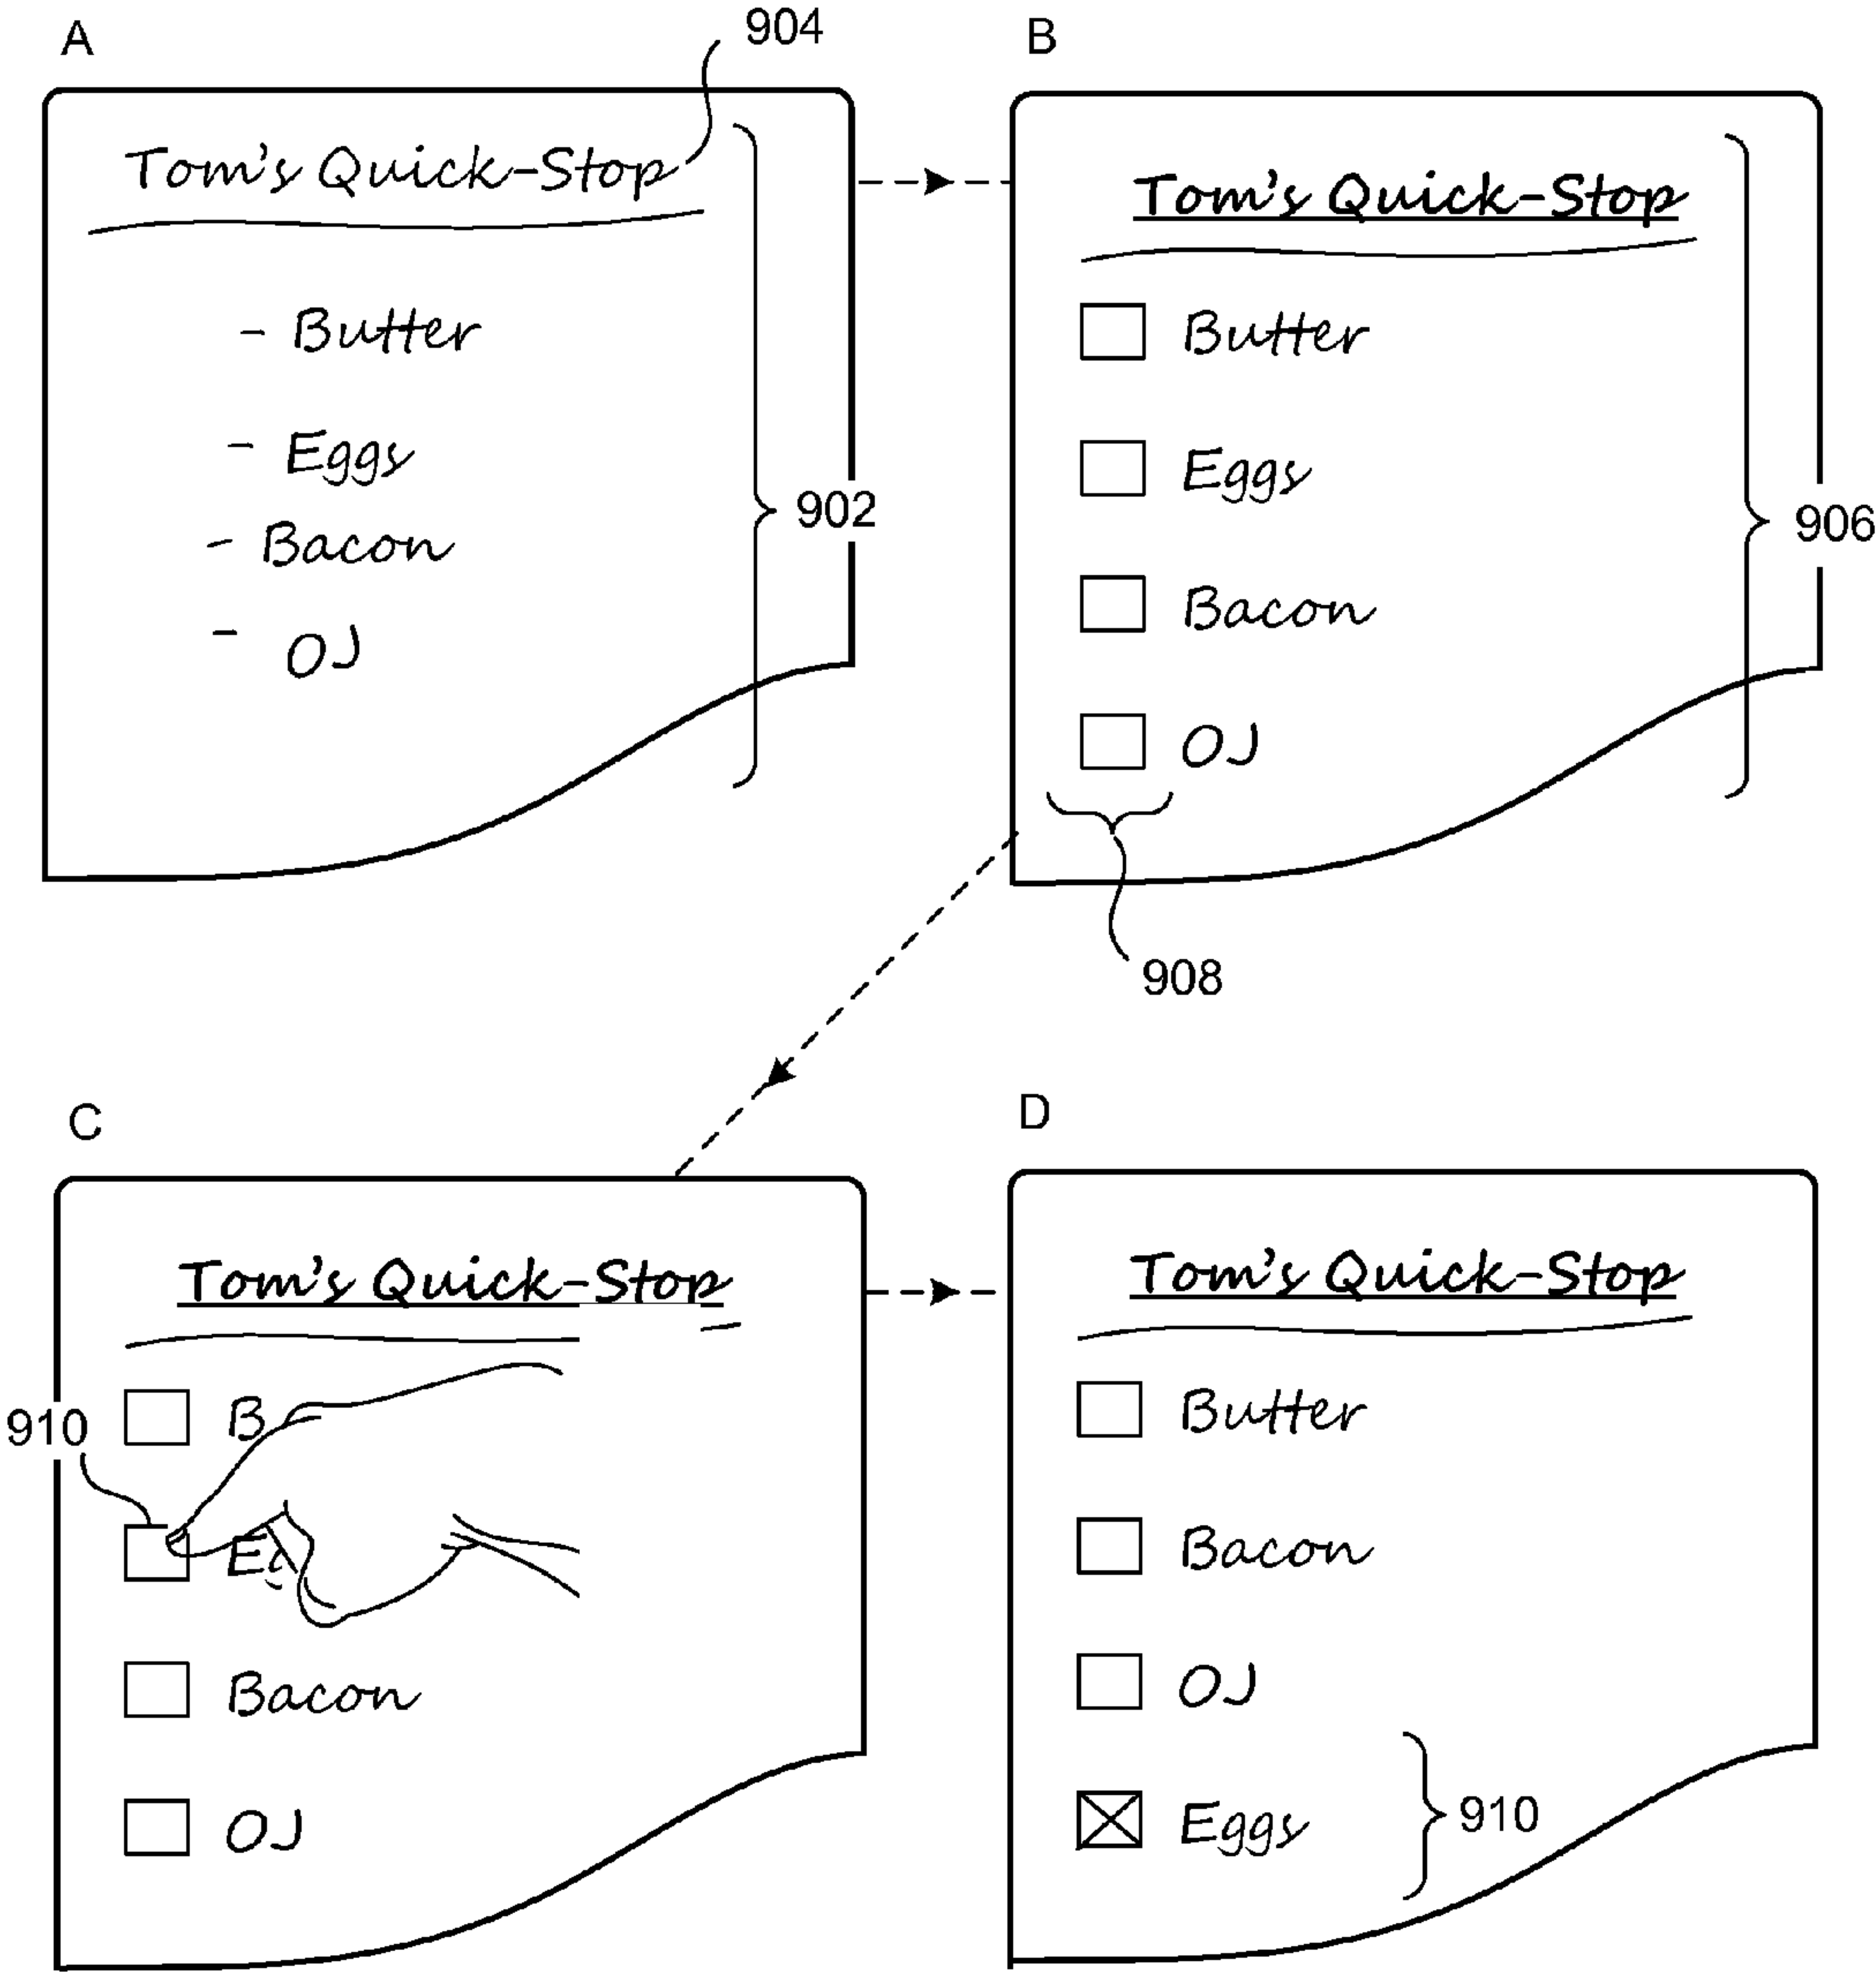 A
904
Tom's Quick-Stop
- Butter
- Eggs
- Bacon
- OJ
902
B
Tom's Quick-Stop
Butter
Eggs
Bacon
OJ
906
908
C
Tom's Quick-Stop
910
B
E
Bacon
OJ
D
Tom's Quick-Stop
Butter
Bacon
OJ
Eggs
910